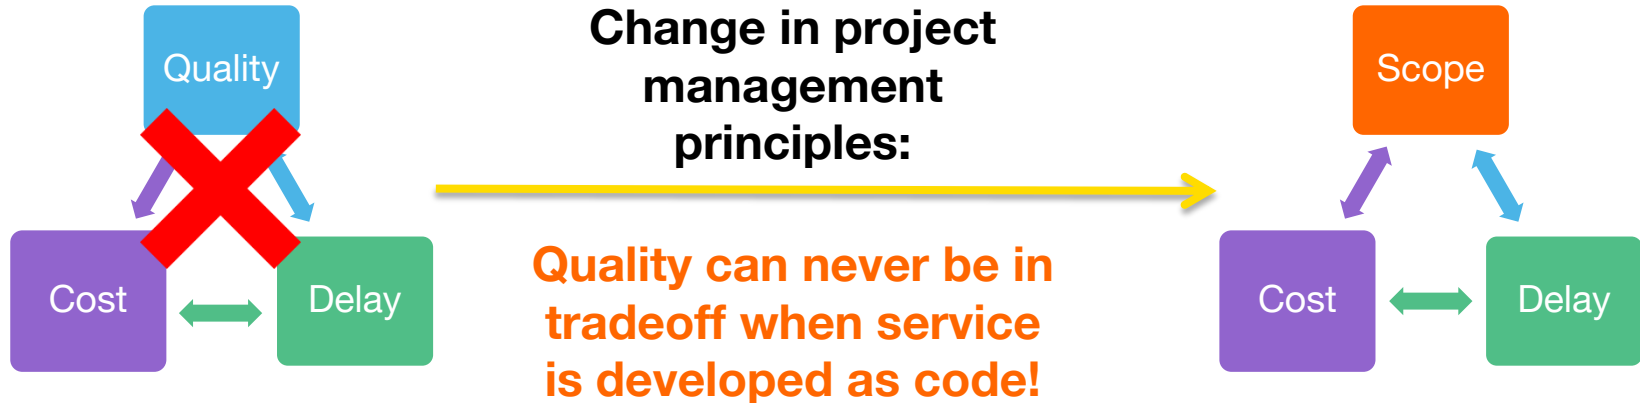 Quality
Cost
Delay
Change in project
management
principles:
Quality can never be in
tradeoff when service
is developed as code!
Scope
Cost
Delay